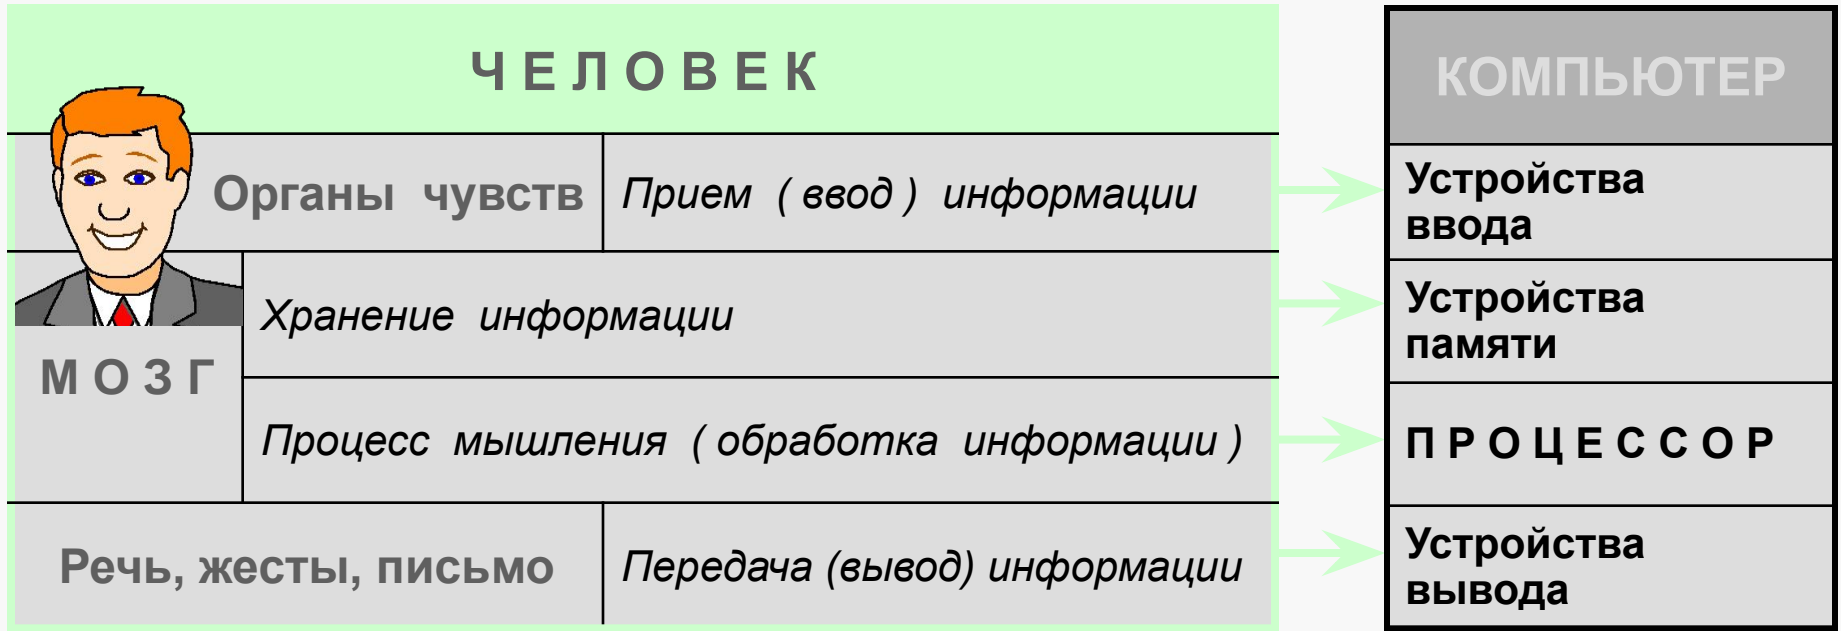 Ч Е Л О В Е К
КОМПЬЮТЕР
Органы чувств
Прием ( ввод ) информации
Устройства
ввода
М О З Г
Хранение информации
Устройства
памяти
Процесс мышления ( обработка информации )
П Р О Ц Е С С О Р
Речь, жесты, письмо
Передача (вывод) информации
Устройства
вывода